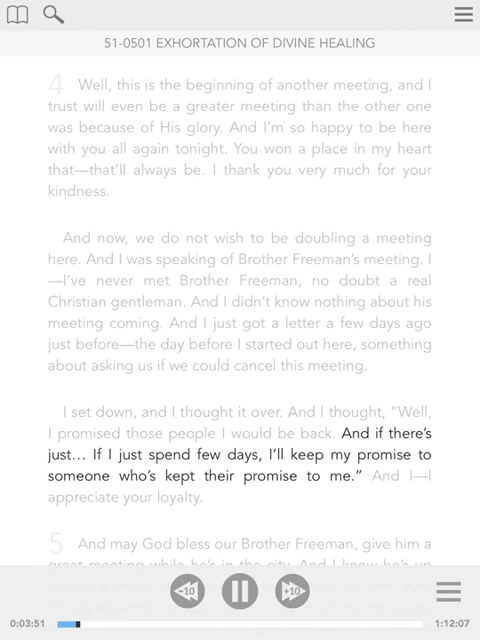 51-0501 EXHORTATION OF DIVINE HEALING
4 Well, this is the beginning of another meeting, and I
trust will even be a greater meeting than the other one
was because of His glory. And I'm so happy to be here
with you all again tonight. You won a place in my heart
that—that'll always be. I thank you very much for your
kindness.
And now, we do not wish to be doubling a meeting
here. And I was speaking of Brother Freeman's meeting. I
—I've never met Brother Freeman, no doubt a real
Christian gentleman. And I didn't know nothing about his
meeting coming. And I just got a letter a few days ago
just before—the day before I started out here, something
about asking us if we could cancel this meeting.
I set down, and I thought it over. And I thought, "Well,
I promised those people I would be back. And if there's
just… If I just spend few days, I'll keep my promise to
someone who's kept their promise to me." And I—I
appreciate your loyalty.
5 And may God bless our Brother Freeman, give him a
great meeting while he's in the city. And I know he's up
-10
+10
0:03:51
1:12:07